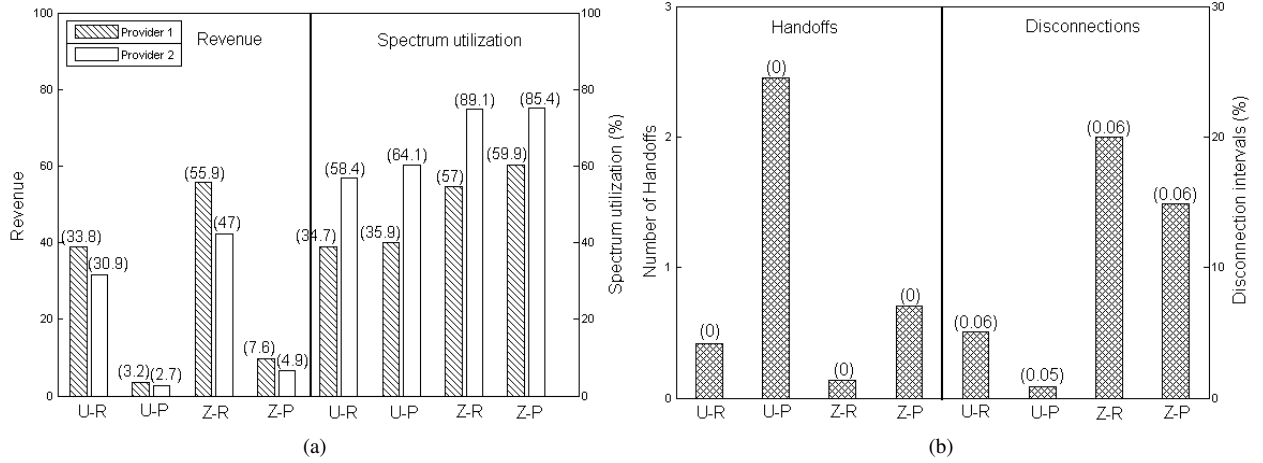 100
80
60
40
20
0
Revenue
Provider 1
Provider 2
Revenue
Spectrum utilization
(33.8)
(30.9)
(3.2)
(2.7)
(55.9)
(47)
(7.6)
(4.9)
(34.7)
(58.4)
(35.9)
(64.1)
(57)
(89.1)
(59.9)
(85.4)
U-R
U-P
Z-R
Z-P
U-R
U-P
Z-R
Z-P
100
80
60
40
20
0
Spectrum utilization (%)
(a)
3
2
1
0
Number of Handoffs
Handoffs
Disconnections
(0)
(0)
(0)
(0)
(0.06)
(0.05)
(0.06)
(0.06)
U-R
U-P
Z-R
Z-P
U-R
U-P
Z-R
Z-P
30
20
10
0
Disconnection intervals (%)
(b)